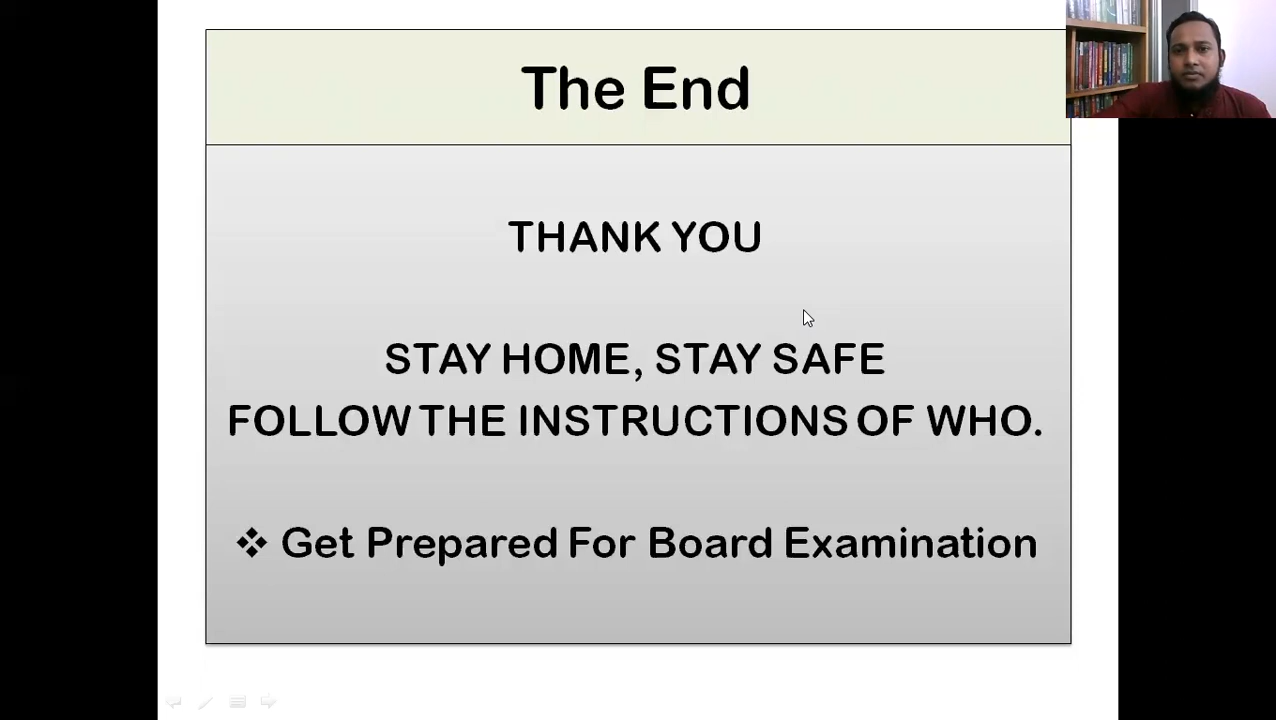 The End
THANK YOU
STAY HOME, STAY SAFE
FOLLOW THE INSTRUCTIONS OF WHO.
❖ Get Prepared For Board Examination